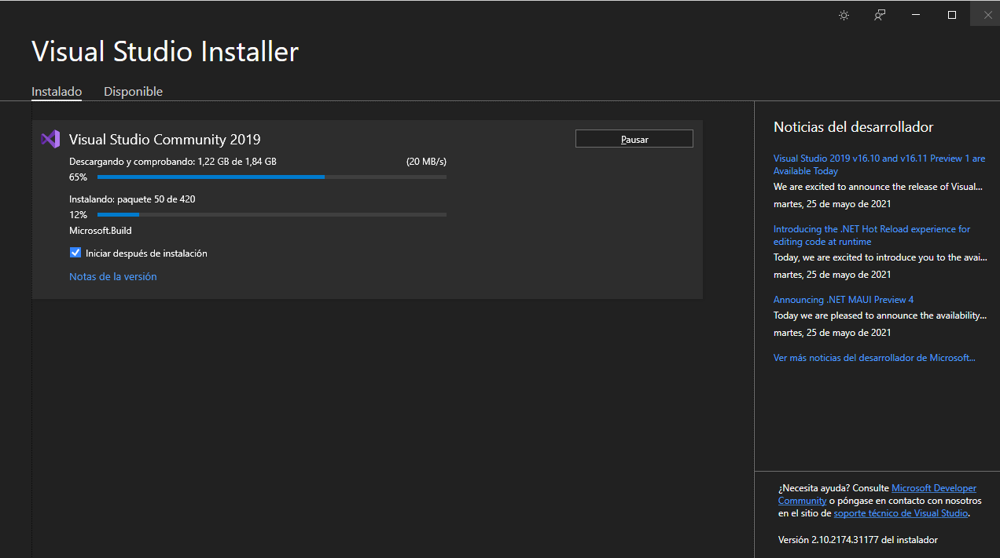 Visual Studio Installer
Instalado
Disponible
Visual Studio Community 2019
Pausar
Descargando y comprobando: 1,22 GB de 1,84 GB
(20 MB/s)
65%
Instalando: paquete 50 de 420
12%
Microsoft.Build
Iniciar después de instalación
Notas de la versión
Noticias del desarrollador
Visual Studio 2019 v16.10 and v16.11 Preview 1 are
Available Today
We are excited to announce the release of Visual...
martes, 25 de mayo de 2021
Introducing the .NET Hot Reload experience for
editing code at runtime
Today, we are excited to introduce you to the avai...
martes, 25 de mayo de 2021
Announcing .NET MAUI Preview 4
Today we are pleased to announce the availability...
martes, 25 de mayo de 2021
Ver más noticias del desarrollador de Microsoft...
¿Necesita ayuda? Consulte Microsoft Developer
Community o póngase en contacto con nosotros
en el sitio de soporte técnico de Visual Studio.
Versión 2.10.2174.31177 del instalador